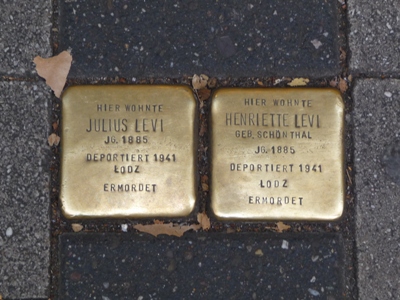 HIER WOHNTE
JULIUS LEVI
JG. 1885
DEPORTIERT 1941
LODZ
ERMORDET
HIER WOHNTE
HENRIETTE LEVI
GEB. SCHÖNTHAL
JG. 1885
DEPORTIERT 1941
LODZ
ERMORDET